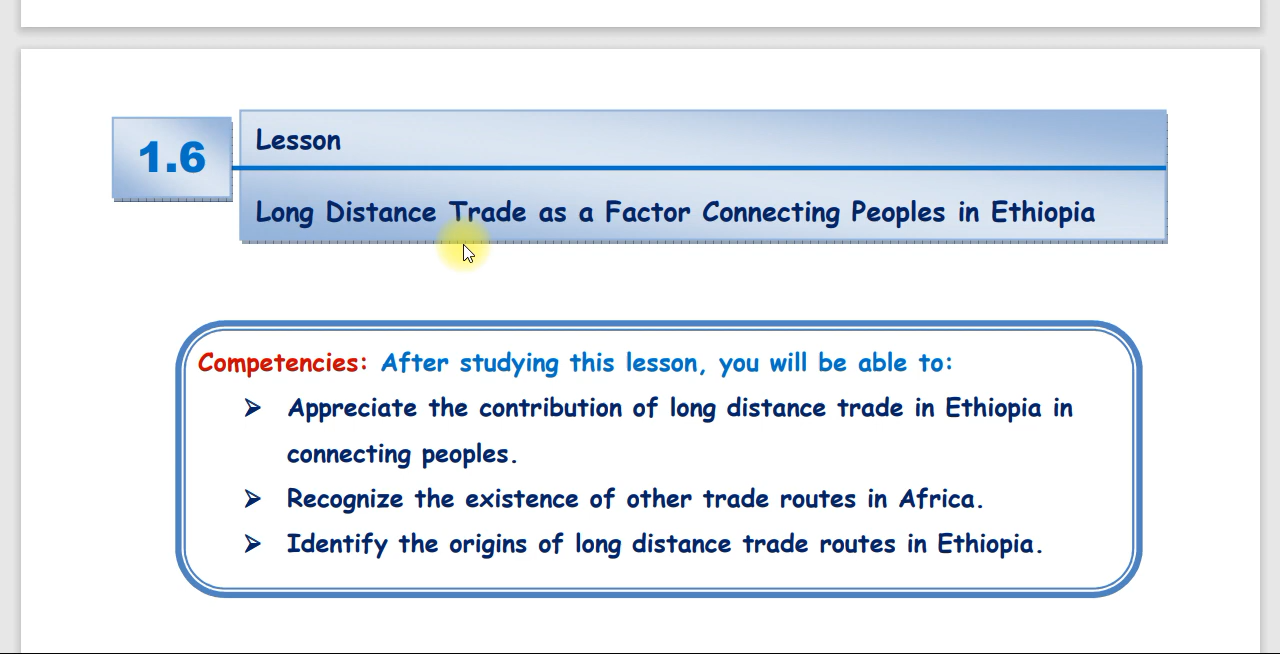 1.6
Lesson
Long Distance Trade as a Factor Connecting Peoples in Ethiopia
Competencies: After studying this lesson, you will be able to:
➢ Appreciate the contribution of long distance trade in Ethiopia in
connecting peoples.
➢ Recognize the existence of other trade routes in Africa.
➢ Identify the origins of long distance trade routes in Ethiopia.